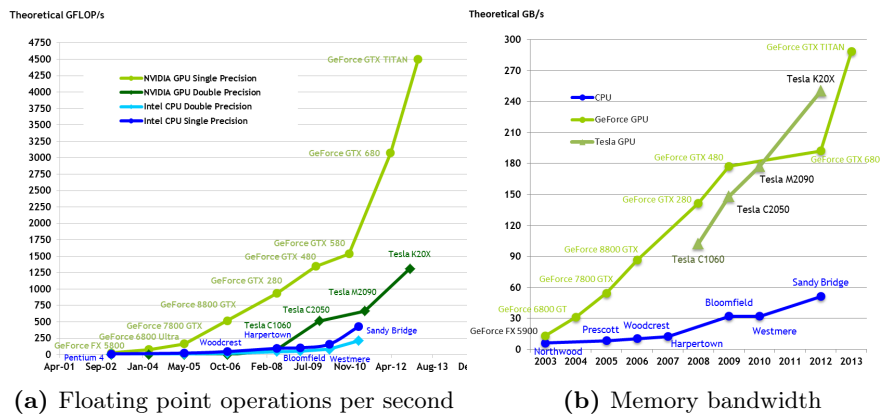 Theoretical GFLOP/s
4750
4500
4250
4000
3750
3500
3250
3000
2750
2500
2250
2000
1750
1500
1250
1000
750
500
250
0
NVIDIA GPU Single Precision
NVIDIA GPU Double Precision
Intel CPU Double Precision
Intel CPU Single Precision
GeForce GTX TITAN
GeForce GTX 680
GeForce GTX 580
GeForce GTX 480
GeForce GTX 280
GeForce 8800 GTX
GeForce 7800 GTX
GeForce 6800 Ultra
GeForce FX 5800
Tesla K20X
Tesla M2090
Tesla C2050
Tesla C1060
Harpertown
Woodcrest
Pentium 4
Bloomfield
Westmere
Sandy Bridge
Apr-01
Sep-02
Jan-04
May-05
Oct-06
Feb-08
Jul-09
Nov-10
Apr-12
Aug-13
De
(a) Floating point operations per second
Theoretical GB/s
300
270
240
210
180
150
120
90
60
30
0
CPU
GeForce GPU
Tesla GPU
GeForce GTX TITAN
Tesla K20X
GeForce GTX 480
GeForce GTX 680
Tesla M2090
GeForce GTX 280
Tesla C2050
GeForce 8800 GTX
Tesla C1060
GeForce 7800 GTX
GeForce 6800 GT
GeForce FX 5900
Sandy Bridge
Bloomfield
Prescott
Woodcrest
Westmere
Harpertown
Northwood
2003 2004 2005 2006 2007 2008 2009 2010 2011 2012 2013
(b) Memory bandwidth